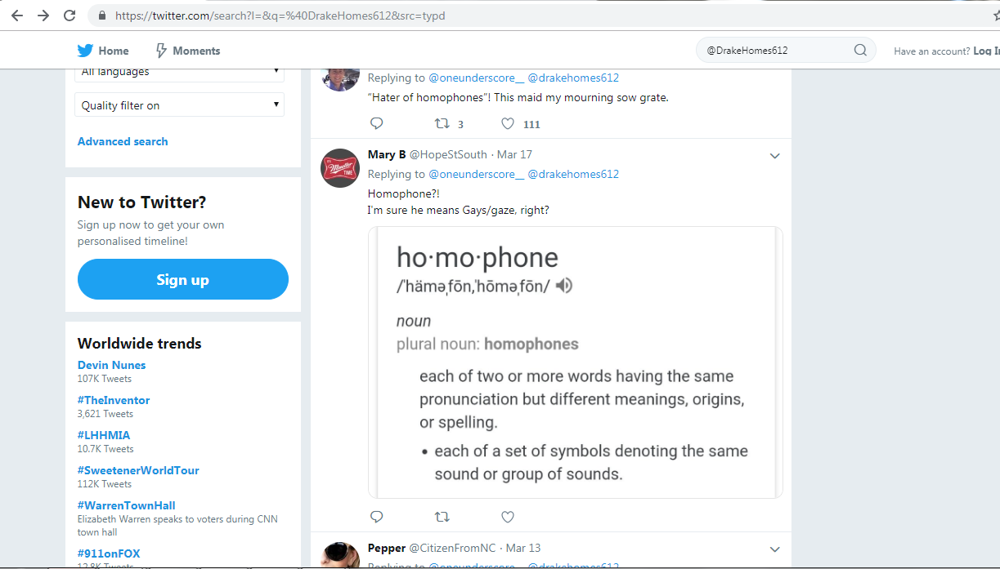 https://twitter.com/search?l=&q=%40DrakeHomes612&src=typd
Home
Moments
@DrakeHomes612
Have an account? Log I
All languages
Quality filter on
Advanced search
New to Twitter?
Sign up now to get your own
personalised timeline!
Sign up
Worldwide trends
Devin Nunes
107K Tweets
#TheInventor
3,621 Tweets
#LHHMIA
10.7K Tweets
#SweetenerWorldTour
112K Tweets
#WarrenTownHall
Elizabeth Warren speaks to voters during CNN
town hall
#911onFOX
12.8K Tweets
Replying to @oneunderscore__ @drakehomes612
“Hater of homophones”! This maid my mourning sow grate.
3 111
Mary B @HopeStSouth · Mar 17
Replying to @oneunderscore__ @drakehomes612
Homophone?!
I'm sure he means Gays/gaze, right?
Mueller
TIME
ho·mo·phone
/ˈhäməˌfōn,ˈhōməˌfōn/
noun
plural noun: homophones
each of two or more words having the same
pronunciation but different meanings, origins,
or spelling.
• each of a set of symbols denoting the same
sound or group of sounds.
Pepper @CitizenFromNC · Mar 13
Replying to @oneunderscore__ @drakehomes612